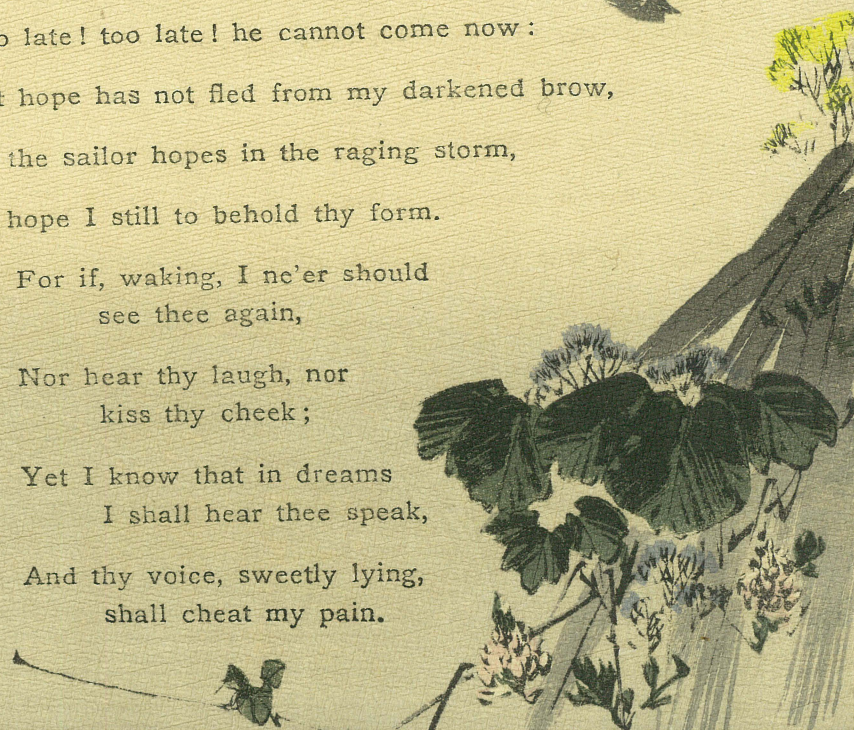 late! too late! he cannot come now:
hope has not fled from my darkened brow,
the sailor hopes in the raging storm,
hope I still to behold thy form.
For if, waking, I ne'er should
see thee again,
Nor hear thy laugh, nor
kiss thy cheek;
Yet I know that in dreams
I shall hear thee speak,
And thy voice, sweetly lying,
shall cheat my pain.